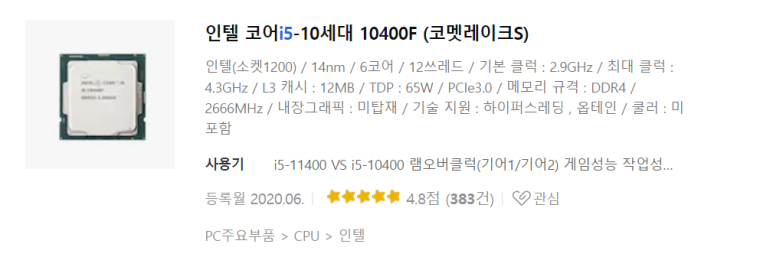 인텔 코어i5-10세대 10400F (코멧레이크S)
인텔(소켓1200) / 14nm / 6코어 / 12쓰레드 / 기본 클럭 : 2.9GHz / 최대 클럭 :
4.3GHz / L3 캐시 : 12MB / TDP : 65W / PCIe3.0 / 메모리 규격 : DDR4 /
2666MHz / 내장그래픽 : 미탑재 / 기술 지원 : 하이퍼스레딩 , 옵테인 / 쿨러 : 미
포함
사용기 i5-11400 VS i5-10400 램오버클럭(기어1/기어2) 게임성능 작업성...
등록월 2020.06. 4.8점 (383건) 관심
PC주요부품 > CPU > 인텔